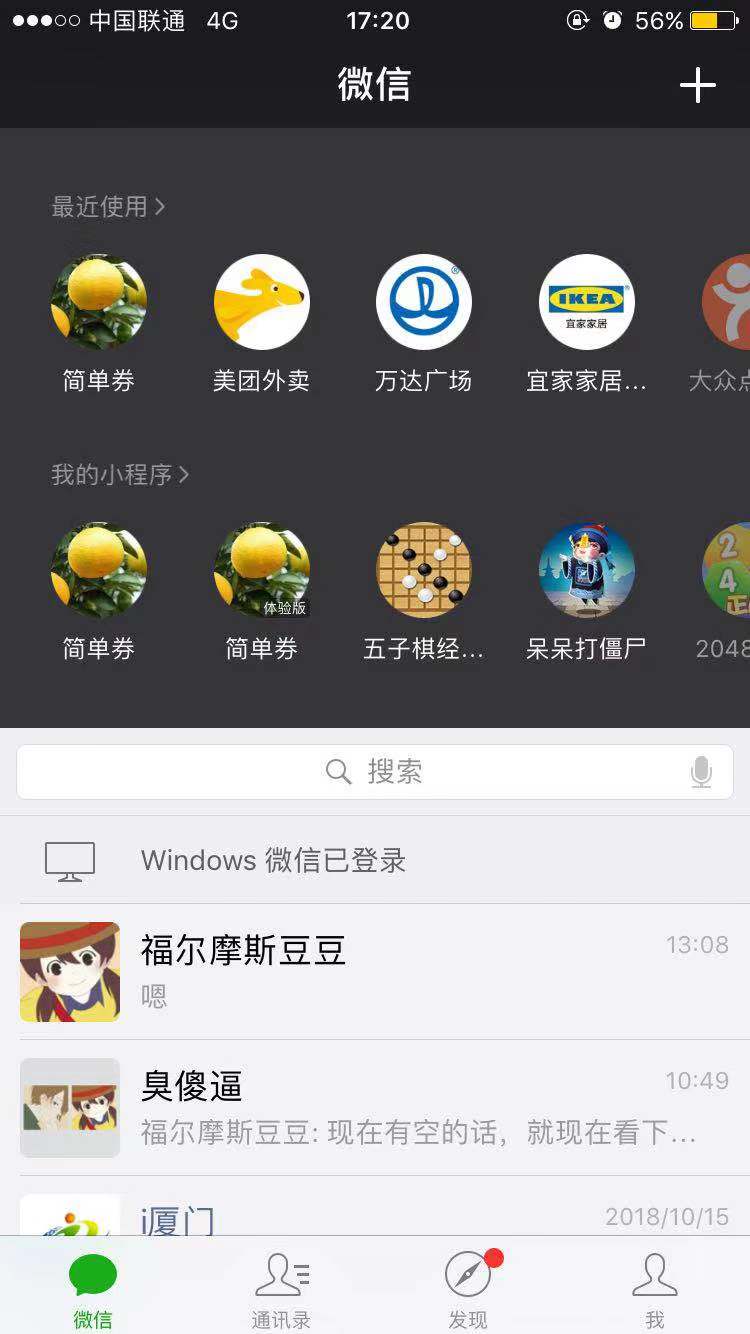 中国联通 4G 17:20 56%
微信
最近使用
IKEA
宜家家居
简单券 美团外卖 万达广场 宜家家居... 大众点
我的小程序
体验版
2
4
正
简单券 简单券 五子棋经... 呆呆打僵尸 2048
搜索
Windows 微信已登录
福尔摩斯豆豆 13:08
嗯
臭傻逼 10:49
福尔摩斯豆豆: 现在有空的话，就现在看下...
i厦门 2018/10/15
微信 通讯录 发现 我